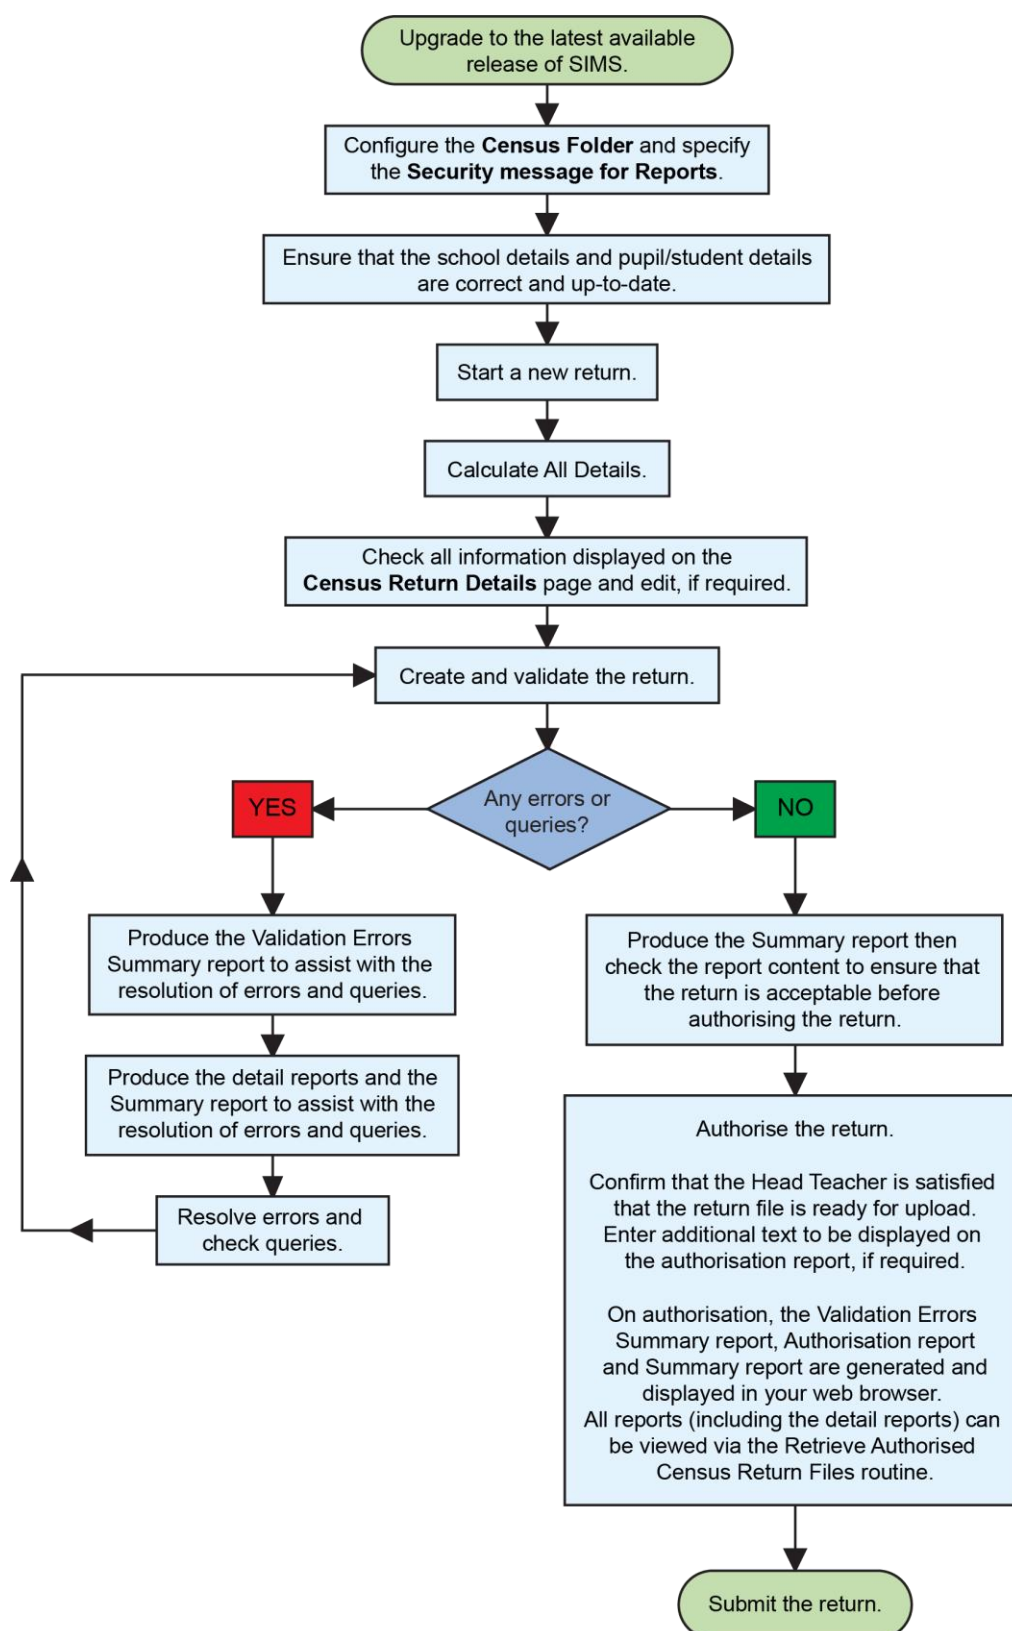 Upgrade to the latest available
release of SIMS.
Configure the Census Folder and specify
the Security message for Reports.
Ensure that the school details and pupil/student details
are correct and up-to-date.
Start a new return.
Calculate All Details.
Check all information displayed on the
Census Return Details page and edit, if required.
Create and validate the return.
Any errors or
queries?
YES
NO
Produce the Validation Errors
Summary report to assist with the
resolution of errors and queries.
Produce the detail reports and the
Summary report to assist with the
resolution of errors and queries.
Resolve errors and
check queries.
Produce the Summary report then
check the report content to ensure that
the return is acceptable before
authorising the return.
Authorise the return.
Confirm that the Head Teacher is satisfied
that the return file is ready for upload.
Enter additional text to be displayed on
the authorisation report, if required.
On authorisation, the Validation Errors
Summary report, Authorisation report
and Summary report are generated and
displayed in your web browser.
All reports (including the detail reports) can
be viewed via the Retrieve Authorised
Census Return Files routine.
Submit the return.